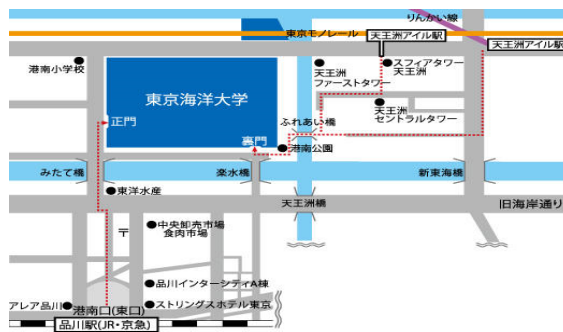 りんかい線
東京モノレール
天王洲アイル駅
天王洲アイル駅
港南小学校
天王洲
ファーストタワー
スフィアタワー
天王洲
東京海洋大学
天王洲
セントラルタワー
正門
ふれあい橋
裏門
港南公園
みたて橋
楽水橋
新東海橋
東洋水産
天王洲橋
旧海岸通り
〒
中央卸売市場
食肉市場
品川インターシティA棟
アレア品川
港南口(東口)
ストリングスホテル東京
品川駅(JR・京急)